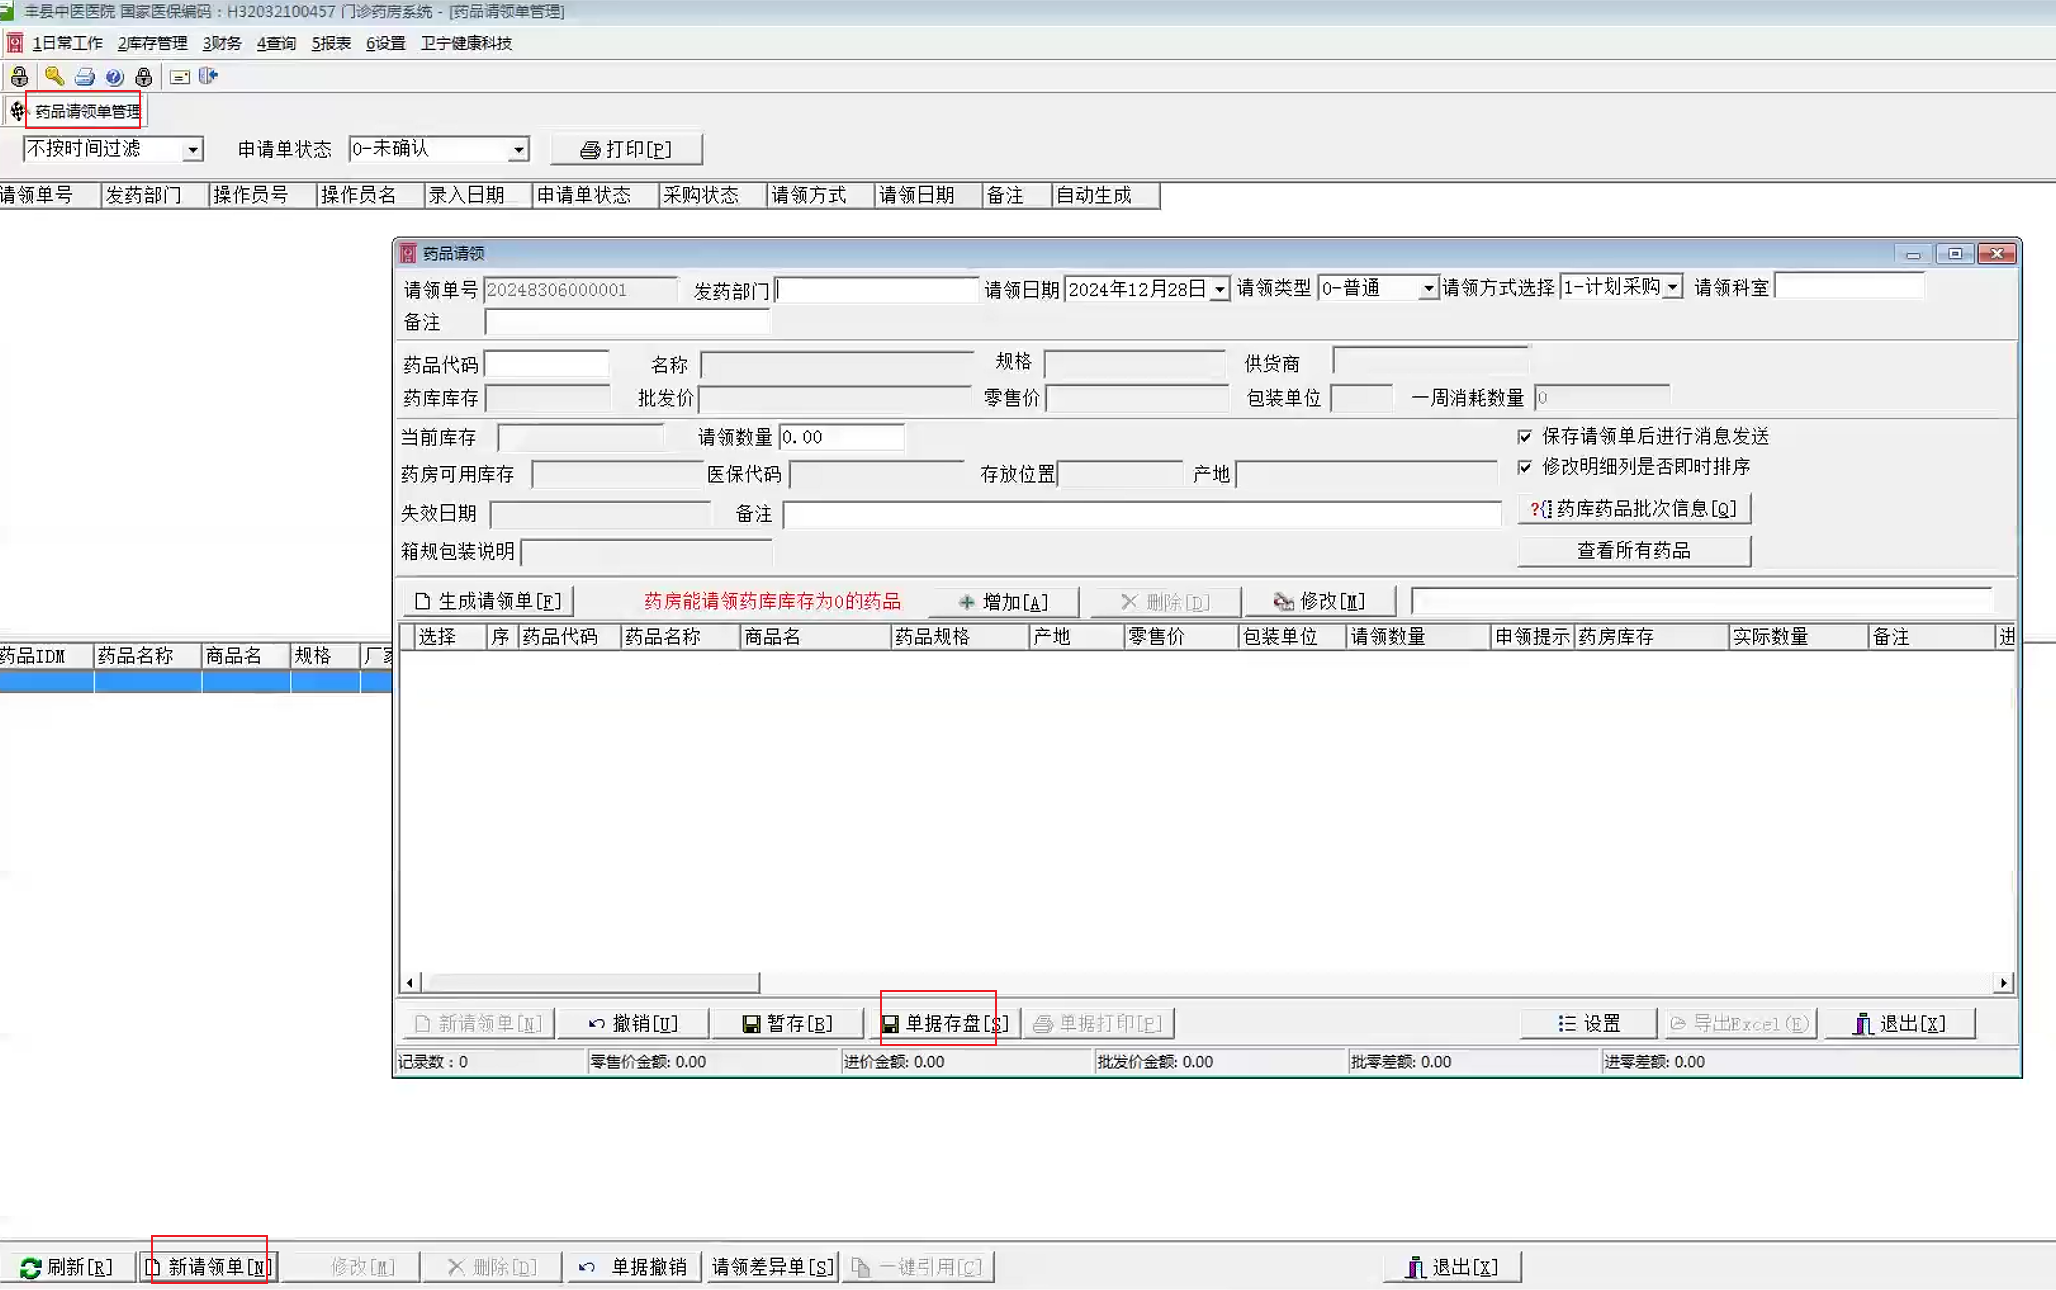 丰县中医医院 国家医保编码：H32032100457 门诊药房系统 - [药品请领单管理]
1日常工作 2库存管理 3财务 4查询 5报表 6设置 卫宁健康科技
药品请领单管理
不按时间过滤 申请单状态 0-未确认 打印[P]
请领单号 发药部门 操作员号 操作员名 录入日期 申请单状态 采购状态 请领方式 请领日期 备注 自动生成
药品请领
请领单号 20248306000001 发药部门 请领日期 2024年12月28日 请领类型 0-普通 请领方式选择 1-计划采购 请领科室
备注
药品代码 名称 规格 供货商
药库库存 批发价 零售价 包装单位 一周消耗数量 0
当前库存 请领数量 0.00 保存请领单后进行消息发送
药房可用库存 医保代码 存放位置 产地 修改明细列是否即时排序
失效日期 备注 ?{⁝药库药品批次信息[Q]
箱规包装说明 查看所有药品
生成请领单[F] 药房能请领药库库存为0的药品 增加[A] 删除[D] 修改[M]
选择 序 药品代码 药品名称 商品名 药品规格 产地 零售价 包装单位 请领数量 申领提示 药房库存 实际数量 备注 进
药品IDM 药品名称 商品名 规格 厂家
新请领单[N] 撤销[U] 暂存[B] 单据存盘[S] 单据打印[P] 设置 导出Excel(E) 退出[X]
记录数：0 零售价金额: 0.00 进价金额: 0.00 批发价金额: 0.00 批零差额: 0.00 进零差额: 0.00
刷新[R] 新请领单[N] 修改[M] 删除[D] 单据撤销 请领差异单[S] 一键引用[C] 退出[X]